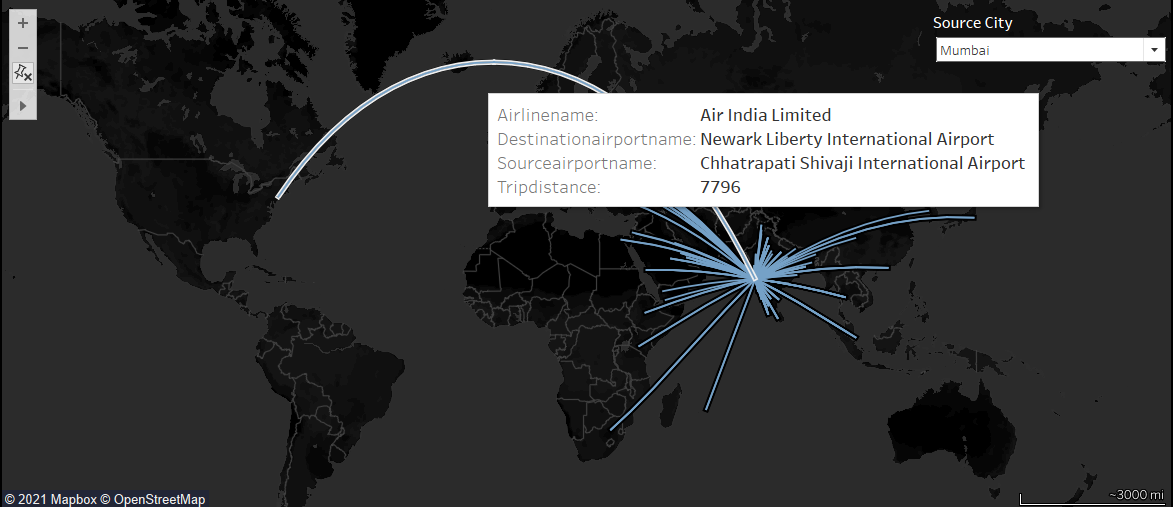 Source City
Mumbai
Airlinename: Air India Limited
Destinationairportname: Newark Liberty International Airport
Sourceairportname: Chhatrapati Shivaji International Airport
Tripdistance: 7796
© 2021 Mapbox © OpenStreetMap
~3000 mi